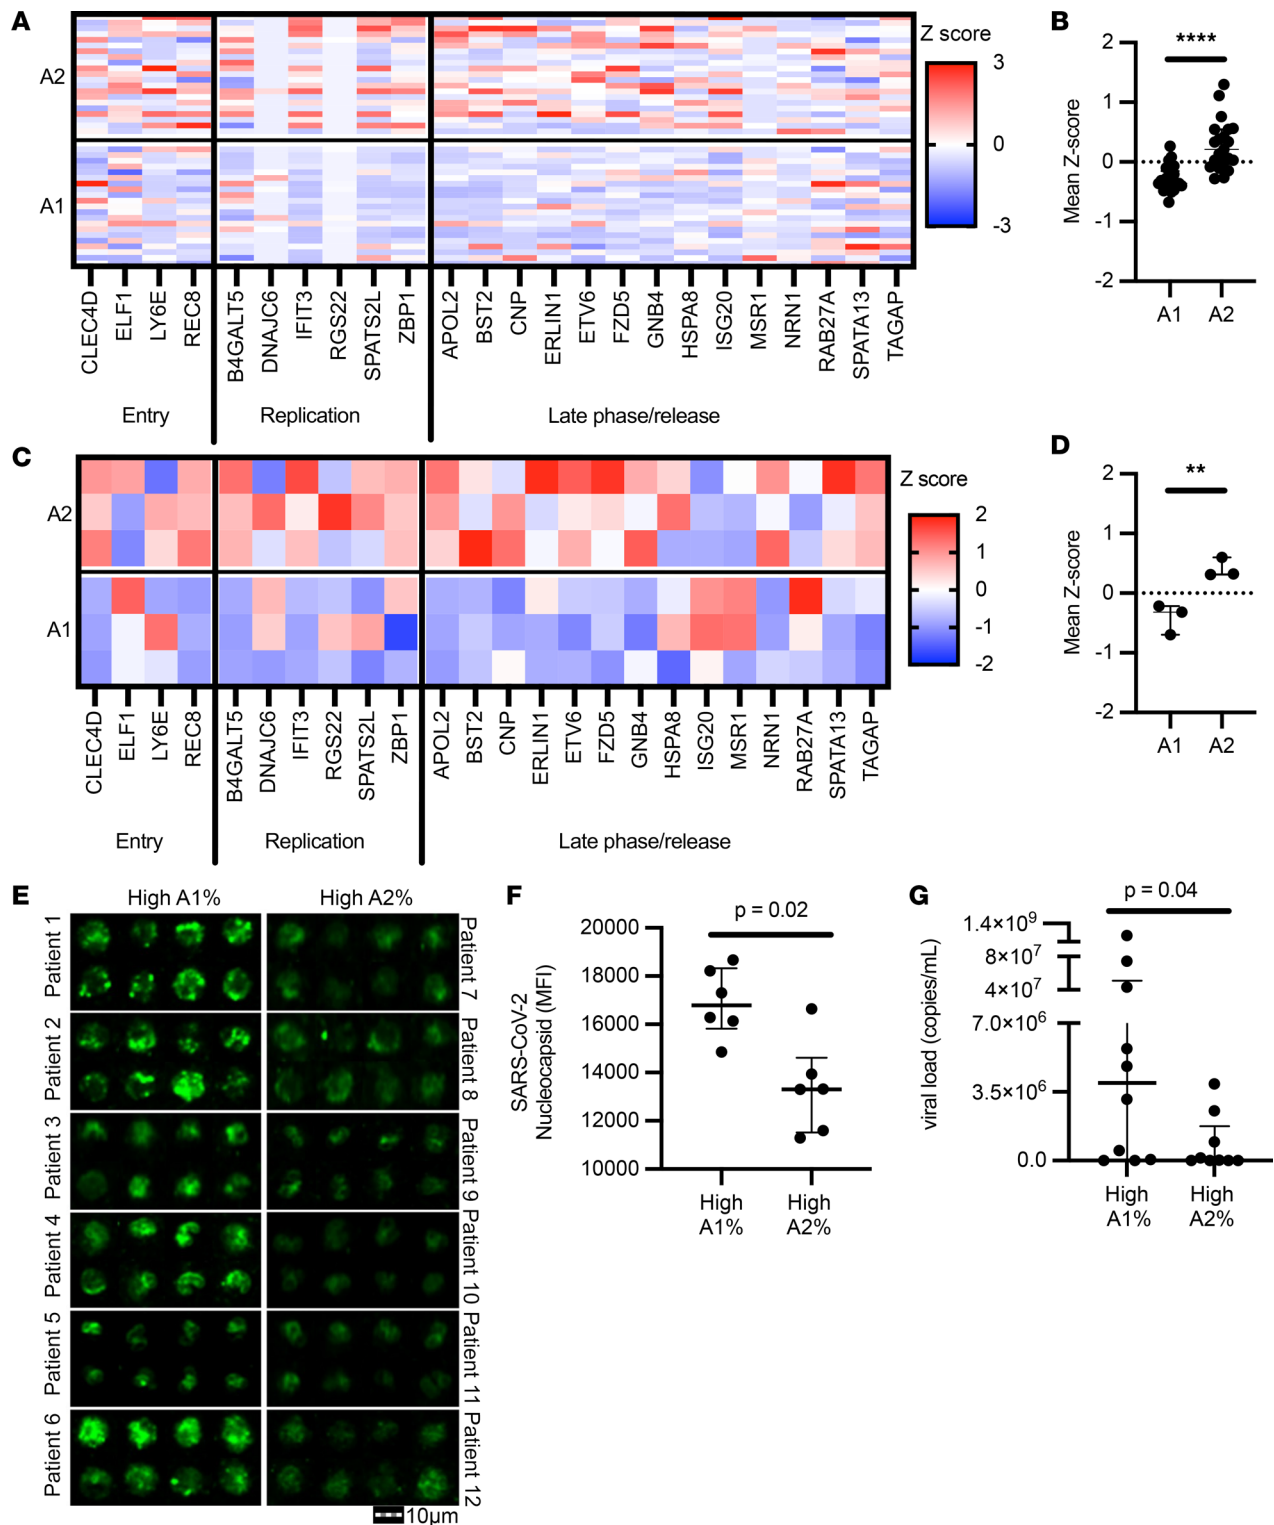 A
A2
A1
CLEC4D
ELF1
LY6E
REC8
B4GALT5
DNAJC6
IFIT3
RGS22
SPATS2L
ZBP1
APOL2
BST2
CNP
ERLIN1
ETV6
FZD5
GNB4
HSPA8
ISG20
MSR1
NRN1
RAB27A
SPATA13
TAGAP
Entry
Replication
Late phase/release
Z score
3
0
-3
B
Mean Z-score
2
1
0
-1
-2
****
A1
A2
C
A2
A1
CLEC4D
ELF1
LY6E
REC8
B4GALT5
DNAJC6
IFIT3
RGS22
SPATS2L
ZBP1
APOL2
BST2
CNP
ERLIN1
ETV6
FZD5
GNB4
HSPA8
ISG20
MSR1
NRN1
RAB27A
SPATA13
TAGAP
Entry
Replication
Late phase/release
Z score
2
1
0
-1
-2
D
Mean Z-score
2
1
0
-1
-2
**
A1
A2
E
High A1%
High A2%
Patient 1
Patient 2
Patient 3
Patient 4
Patient 5
Patient 6
Patient 7
Patient 8
Patient 9
Patient 10
Patient 11
Patient 12
10µm
F
p = 0.02
SARS-CoV-2
Nucleocapsid (MFI)
20000
18000
16000
14000
12000
10000
High
A1%
High
A2%
G
p = 0.04
viral load (copies/mL)
1.4×10⁹
8×10⁷
4×10⁷
7.0×10⁶
3.5×10⁶
0.0
High
A1%
High
A2%